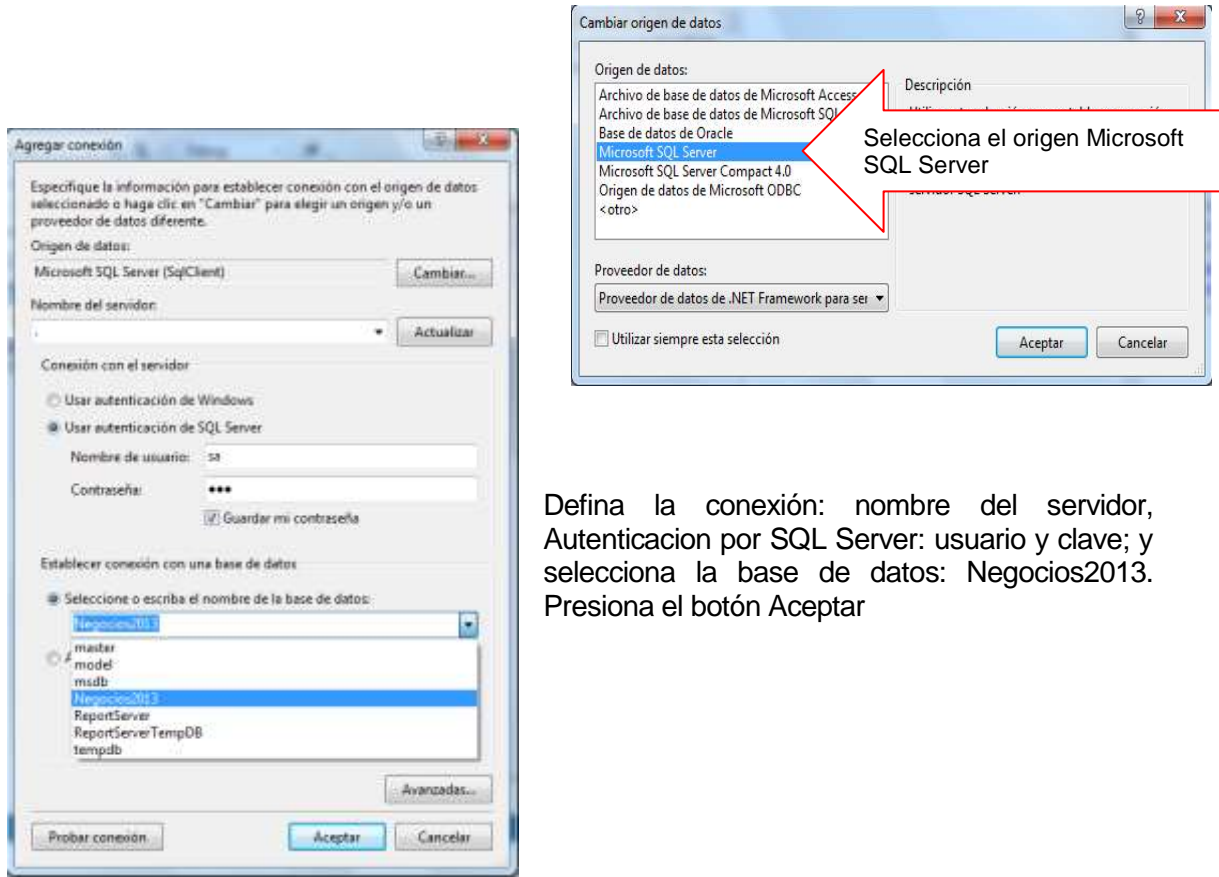 Cambiar origen de datos
Origen de datos:
Archivo de base de datos de Microsoft Access
Archivo de base de datos de Microsoft SQL
Base de datos de Oracle
Microsoft SQL Server
Microsoft SQL Server Compact 4.0
Origen de datos de Microsoft ODBC
<otro>
Descripción
Selecciona el origen Microsoft
SQL Server
servidor SQL Server
Proveedor de datos:
Proveedor de datos de .NET Framework para ser
Utilizar siempre esta selección
Aceptar
Cancelar
Agregar conexión
Especifique la información para establecer conexión con el origen de datos
seleccionado o haga clic en "Cambiar" para elegir un origen y/o un
proveedor de datos diferente.
Origen de datos:
Microsoft SQL Server (SqlClient)
Cambiar...
Nombre del servidor:
.
Actualizar
Conexión con el servidor
Usar autenticación de Windows
Usar autenticación de SQL Server
Nombre de usuario:
sa
Contraseña:
●●●
Guardar mi contraseña
Establecer conexión con una base de datos
Seleccione o escriba el nombre de la base de datos:
Negocios2013
A
master
model
msdb
Negocios2013
ReportServer
ReportServerTempDB
tempdb
Avanzadas...
Probar conexión
Aceptar
Cancelar
Defina la conexión: nombre del servidor,
Autenticacion por SQL Server: usuario y clave; y
selecciona la base de datos: Negocios2013.
Presiona el botón Aceptar